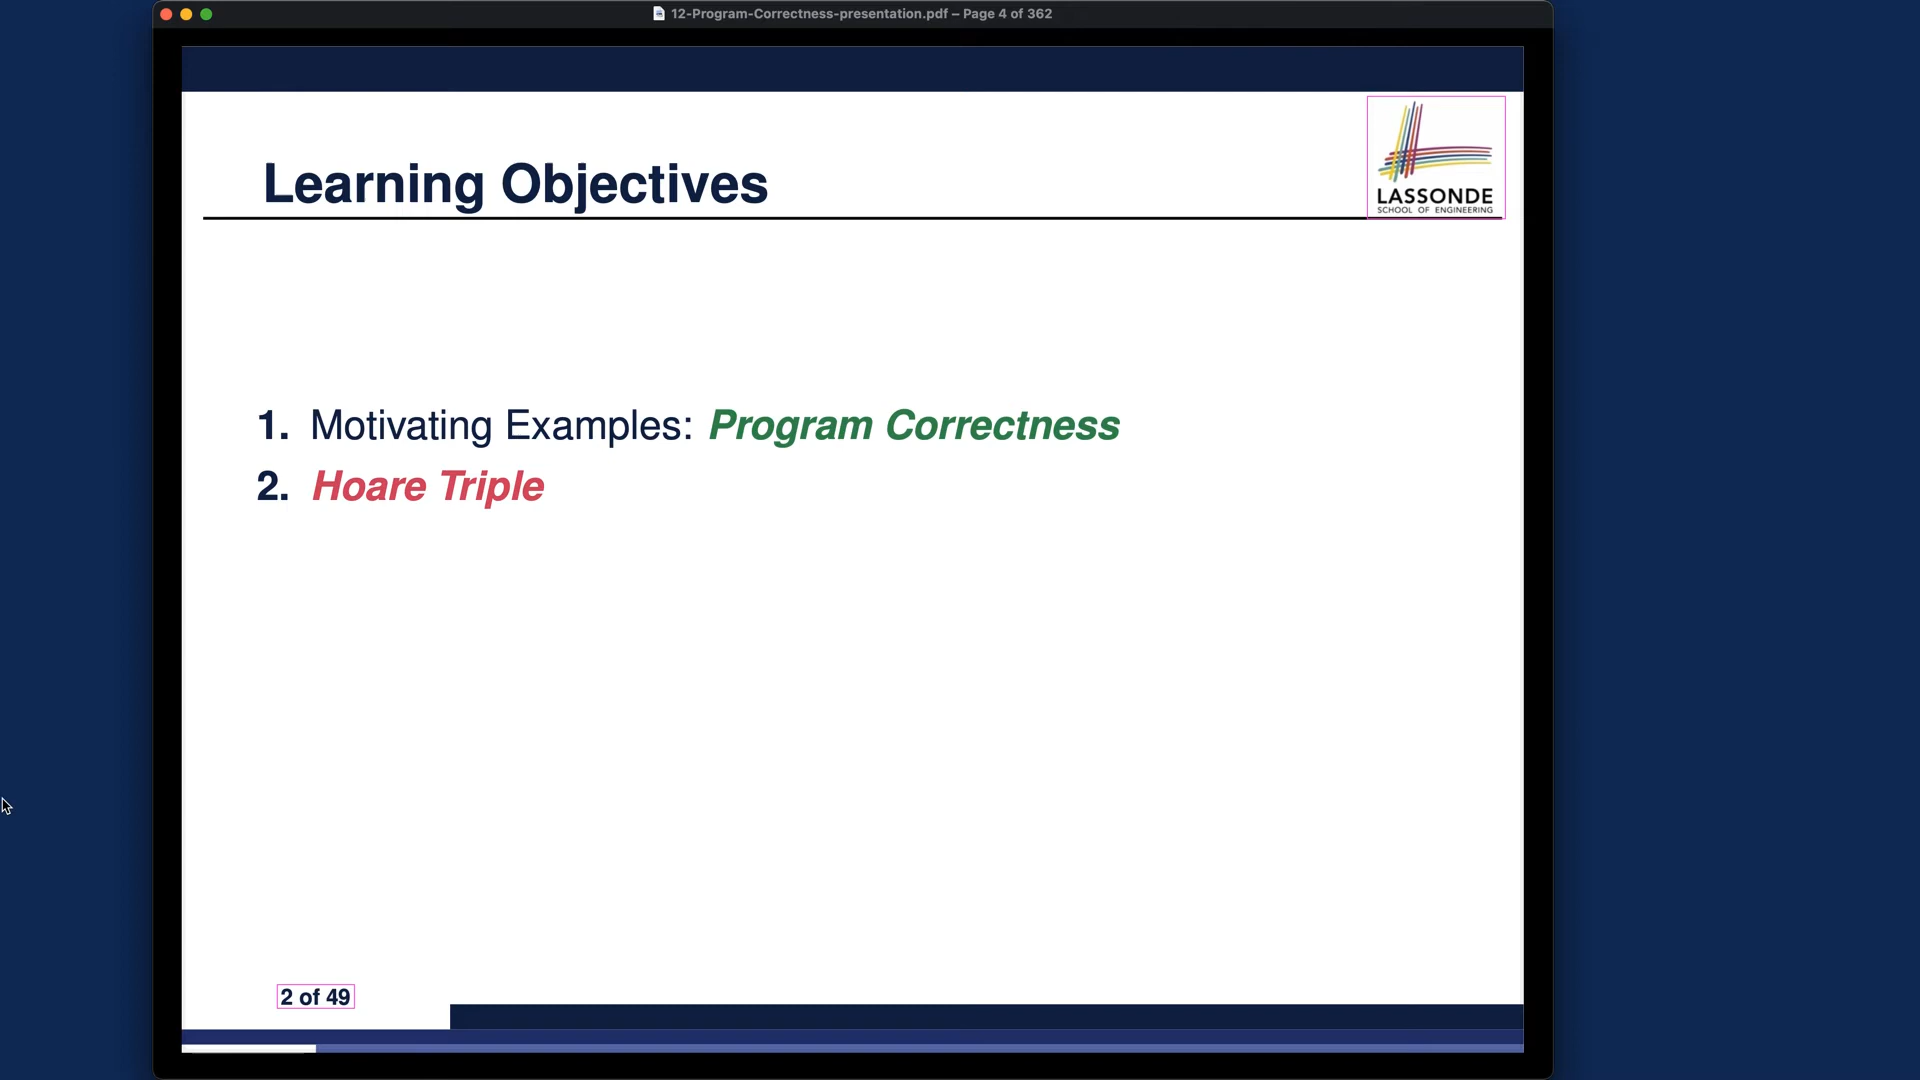 12-Program-Correctness-presentation.pdf – Page 4 of 362
LASSONDE
SCHOOL OF ENGINEERING
Learning Objectives
1. Motivating Examples: Program Correctness
2. Hoare Triple
2 of 49